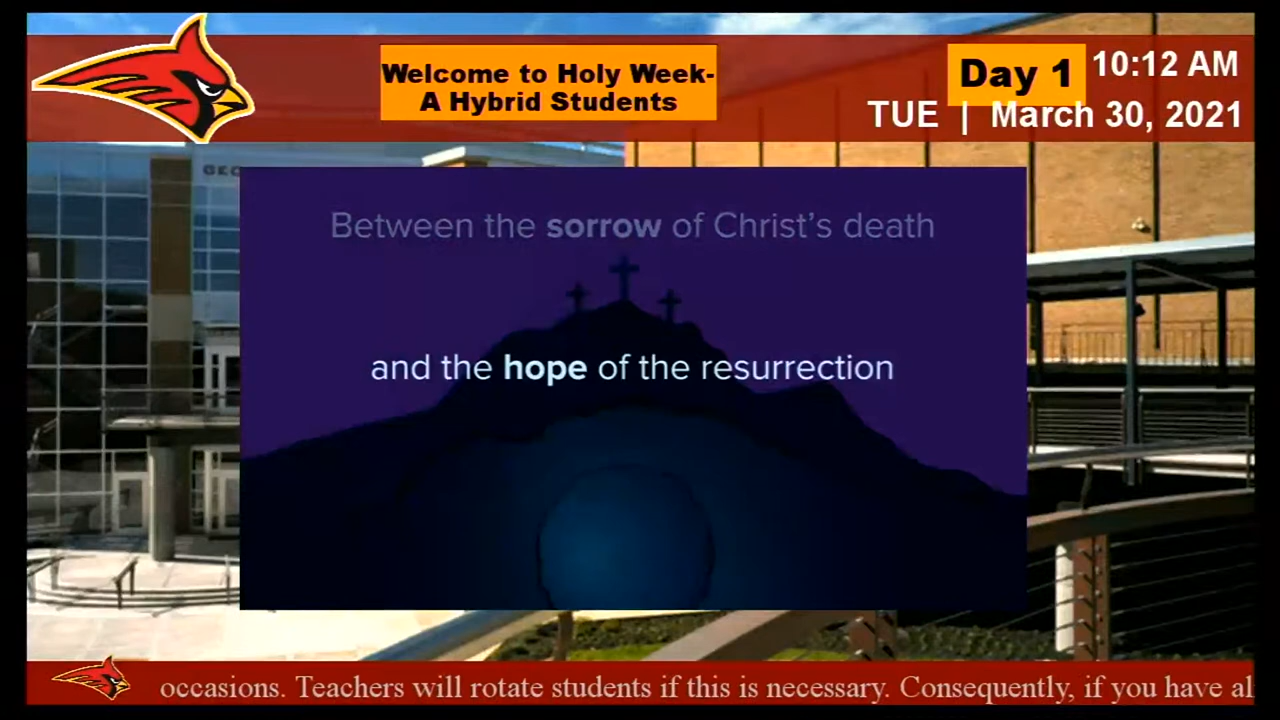 Welcome to Holy Week-
A Hybrid Students
Day 1
10:12 AM
TUE | March 30, 2021
GEO
Between the sorrow of Christ's death
and the hope of the resurrection
occasions. Teachers will rotate students if this is necessary. Consequently, if you have al